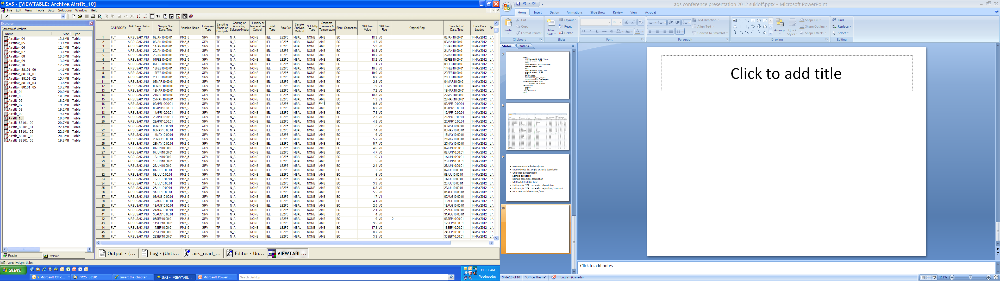 SAS - [VIEWTABLE: Archive.Airsflt_10]
File Edit View Tools Data Solutions Window Help
Explorer
Contents of 'Archive'
Name Size Type
Airsfltw_04 13.6MB Table
Airsfltw_05 13.1MB Table
Airsfltw_06 12.4MB Table
Airsfltw_07 13.1MB Table
Airsfltw_08 13.0MB Table
Airsfltw_09 13.0MB Table
Airsfltw_10 12.2MB Table
Airsfltw_88101_00 14.1MB Table
Airsfltw_88101_01 15.2MB Table
Airsfltw_88101_02 15.4MB Table
Airsfltw_88101_03 13.8MB Table
Airsfltw_88101_05 13.2MB Table
Airsflt_04 20.0MB Table
Airsflt_05 19.3MB Table
Airsflt_06 18.2MB Table
Airsflt_07 19.3MB Table
Airsflt_08 19.2MB Table
Airsflt_09 19.1MB Table
Airsflt_10 18.0MB Table
Airsflt_88101_00 20.7MB Table
Airsflt_88101_01 22.4MB Table
Airsflt_88101_02 22.6MB Table
Airsflt_88101_03 20.3MB Table
Airsflt_88101_05 19.3MB Table
Results Explorer
CATEGORY NAtChem Station ID Sample Start Date/Time Variable Name Instrument Type Sampling Media or Principals Coating or Absorbing Solution/Media Humidity or temperature Control Inlet Type Size Cut Sample Analysis Method Solubility Type Standard Pressure & Temperature Blank-Correction NAtChem Value NAtChem Flag Original Flag Sample End Date/Time Date Data Loaded Ra
1 FLT AIRSUSAK1JNU 02JAN10:00:01 PM2_5 GRV TF N_A NONE IEL LE2P5 MBAL NONE AMB BC 18.9 V0 03JAN10:00:01 14MAY2012 L:\
2 FLT AIRSUSAK1JNU 08JAN10:00:01 PM2_5 GRV TF N_A NONE IEL LE2P5 MBAL NONE AMB BC 4.7 V0 09JAN10:00:01 14MAY2012 L:\
3 FLT AIRSUSAK1JNU 14JAN10:00:01 PM2_5 GRV TF N_A NONE IEL LE2P5 MBAL NONE AMB BC 5.9 V0 15JAN10:00:01 14MAY2012 L:\
4 FLT AIRSUSAK1JNU 20JAN10:00:01 PM2_5 GRV TF N_A NONE IEL LE2P5 MBAL NONE AMB BC 16.9 V0 21JAN10:00:01 14MAY2012 L:\
5 FLT AIRSUSAK1JNU 26JAN10:00:01 PM2_5 GRV TF N_A NONE IEL LE2P5 MBAL NONE AMB BC 18.7 V0 27JAN10:00:01 14MAY2012 L:\
6 FLT AIRSUSAK1JNU 01FEB10:00:01 PM2_5 GRV TF N_A NONE IEL LE2P5 MBAL NONE AMB BC 18.2 V0 02FEB10:00:01 14MAY2012 L:\
7 FLT AIRSUSAK1JNU 07FEB10:00:01 PM2_5 GRV TF N_A NONE IEL LE2P5 MBAL NONE AMB BC 1.1 V1 08FEB10:00:01 14MAY2012 L:\
8 FLT AIRSUSAK1JNU 13FEB10:00:01 PM2_5 GRV TF N_A NONE IEL LE2P5 MBAL NONE AMB BC 10.5 V0 14FEB10:00:01 14MAY2012 L:\
9 FLT AIRSUSAK1JNU 19FEB10:00:01 PM2_5 GRV TF N_A NONE IEL LE2P5 MBAL NONE AMB BC 19.6 V0 20FEB10:00:01 14MAY2012 L:\
10 FLT AIRSUSAK1JNU 25FEB10:00:01 PM2_5 GRV TF N_A NONE IEL LE2P5 MBAL NONE AMB BC 6.2 V0 26FEB10:00:01 14MAY2012 L:\
11 FLT AIRSUSAK1JNU 03MAR10:00:01 PM2_5 GRV TF N_A NONE IEL LE2P5 MBAL NONE AMB BC 2.9 V0 04MAR10:00:01 14MAY2012 L:\
12 FLT AIRSUSAK1JNU 09MAR10:00:01 PM2_5 GRV TF N_A NONE IEL LE2P5 MBAL NONE AMB BC 1.9 V1 10MAR10:00:01 14MAY2012 L:\
13 FLT AIRSUSAK1JNU 18MAR10:00:01 PM2_5 GRV TF N_A NONE IEL LE2P5 MBAL NONE AMB BC 7.2 V0 19MAR10:00:01 14MAY2012 L:\
14 FLT AIRSUSAK1JNU 21MAR10:00:01 PM2_5 GRV TF N_A NONE IEL LE2P5 MBAL NONE AMB BC 10.3 V0 22MAR10:00:01 14MAY2012 L:\
15 FLT AIRSUSAK1JNU 27MAR10:00:01 PM2_5 GRV TF N_A NONE IEL LE2P5 MBAL NONE AMB BC 1.9 V1 28MAR10:00:01 14MAY2012 L:\
16 FLT AIRSUSAK1JNU 02APR10:00:01 PM2_5 GRV TF N_A NONE IEL LE2P5 MBAL NONE AMB BC 9.5 V0 03APR10:00:01 14MAY2012 L:\
17 FLT AIRSUSAK1JNU 08APR10:00:01 PM2_5 GRV TF N_A NONE IEL LE2P5 MBAL NONE AMB BC 6.2 V0 09APR10:00:01 14MAY2012 L:\
18 FLT AIRSUSAK1JNU 14APR10:00:01 PM2_5 GRV TF N_A NONE IEL LE2P5 MBAL NONE AMB BC 7.8 V0 15APR10:00:01 14MAY2012 L:\
19 FLT AIRSUSAK1JNU 20APR10:00:01 PM2_5 GRV TF N_A NONE IEL LE2P5 MBAL NONE AMB BC 2.3 V0 21APR10:00:01 14MAY2012 L:\
20 FLT AIRSUSAK1JNU 26APR10:00:01 PM2_5 GRV TF N_A NONE IEL LE2P5 MBAL NONE AMB BC 4.8 V0 27APR10:00:01 14MAY2012 L:\
21 FLT AIRSUSAK1JNU 02MAY10:00:01 PM2_5 GRV TF N_A NONE IEL LE2P5 MBAL NONE AMB BC 2 V0 03MAY10:00:01 14MAY2012 L:\
22 FLT AIRSUSAK1JNU 08MAY10:00:01 PM2_5 GRV TF N_A NONE IEL LE2P5 MBAL NONE AMB BC 7.4 V0 09MAY10:00:01 14MAY2012 L:\
23 FLT AIRSUSAK1JNU 14MAY10:00:01 PM2_5 GRV TF N_A NONE IEL LE2P5 MBAL NONE AMB BC 6 V0 15MAY10:00:01 14MAY2012 L:\
24 FLT AIRSUSAK1JNU 20MAY10:00:01 PM2_5 GRV TF N_A NONE IEL LE2P5 MBAL NONE AMB BC 5.7 V0 21MAY10:00:01 14MAY2012 L:\
25 FLT AIRSUSAK1JNU 26MAY10:00:01 PM2_5 GRV TF N_A NONE IEL LE2P5 MBAL NONE AMB BC 5.7 V0 27MAY10:00:01 14MAY2012 L:\
26 FLT AIRSUSAK1JNU 01JUN10:00:01 PM2_5 GRV TF N_A NONE IEL LE2P5 MBAL NONE AMB BC 4.6 V0 02JUN10:00:01 14MAY2012 L:\
27 FLT AIRSUSAK1JNU 07JUN10:00:01 PM2_5 GRV TF N_A NONE IEL LE2P5 MBAL NONE AMB BC 4.7 V0 08JUN10:00:01 14MAY2012 L:\
28 FLT AIRSUSAK1JNU 13JUN10:00:01 PM2_5 GRV TF N_A NONE IEL LE2P5 MBAL NONE AMB BC 1.6 V1 14JUN10:00:01 14MAY2012 L:\
29 FLT AIRSUSAK1JNU 19JUN10:00:01 PM2_5 GRV TF N_A NONE IEL LE2P5 MBAL NONE AMB BC 5 V0 20JUN10:00:01 14MAY2012 L:\
30 FLT AIRSUSAK1JNU 25JUN10:00:01 PM2_5 GRV TF N_A NONE IEL LE2P5 MBAL NONE AMB BC 2.4 V0 26JUN10:00:01 14MAY2012 L:\
31 FLT AIRSUSAK1JNU 01JUL10:00:01 PM2_5 GRV TF N_A NONE IEL LE2P5 MBAL NONE AMB BC 2 V0 02JUL10:00:01 14MAY2012 L:\
32 FLT AIRSUSAK1JNU 08JUL10:00:01 PM2_5 GRV TF N_A NONE IEL LE2P5 MBAL NONE AMB BC 6 V0 09JUL10:00:01 14MAY2012 L:\
33 FLT AIRSUSAK1JNU 13JUL10:00:01 PM2_5 GRV TF N_A NONE IEL LE2P5 MBAL NONE AMB BC 3 V0 14JUL10:00:01 14MAY2012 L:\
34 FLT AIRSUSAK1JNU 19JUL10:00:01 PM2_5 GRV TF N_A NONE IEL LE2P5 MBAL NONE AMB BC 3.9 V0 20JUL10:00:01 14MAY2012 L:\
35 FLT AIRSUSAK1JNU 25JUL10:00:01 PM2_5 GRV TF N_A NONE IEL LE2P5 MBAL NONE AMB BC 6.3 V0 26JUL10:00:01 14MAY2012 L:\
36 FLT AIRSUSAK1JNU 31JUL10:00:01 PM2_5 GRV TF N_A NONE IEL LE2P5 MBAL NONE AMB BC 5.5 V0 01AUG10:00:01 14MAY2012 L:\
37 FLT AIRSUSAK1JNU 06AUG10:00:01 PM2_5 GRV TF N_A NONE IEL LE2P5 MBAL NONE AMB BC 1.7 V1 07AUG10:00:01 14MAY2012 L:\
38 FLT AIRSUSAK1JNU 12AUG10:00:01 PM2_5 GRV TF N_A NONE IEL LE2P5 MBAL NONE AMB BC 4.1 V0 13AUG10:00:01 14MAY2012 L:\
39 FLT AIRSUSAK1JNU 18AUG10:00:01 PM2_5 GRV TF N_A NONE IEL LE2P5 MBAL NONE AMB BC 2.5 V0 19AUG10:00:01 14MAY2012 L:\
40 FLT AIRSUSAK1JNU 24AUG10:00:01 PM2_5 GRV TF N_A NONE IEL LE2P5 MBAL NONE AMB BC 2.1 V0 25AUG10:00:01 14MAY2012 L:\
41 FLT AIRSUSAK1JNU 30AUG10:00:01 PM2_5 GRV TF N_A NONE IEL LE2P5 MBAL NONE AMB BC 4 V0 31AUG10:00:01 14MAY2012 L:\
42 FLT AIRSUSAK1JNU 05SEP10:00:01 PM2_5 GRV TF N_A NONE IEL LE2P5 MBAL NONE AMB BC 6 V0 2 06SEP10:00:01 14MAY2012 L:\
43 FLT AIRSUSAK1JNU 11SEP10:00:01 PM2_5 GRV TF N_A NONE IEL LE2P5 MBAL NONE AMB BC 9.5 V0 12SEP10:00:01 14MAY2012 L:\
44 FLT AIRSUSAK1JNU 17SEP10:00:01 PM2_5 GRV TF N_A NONE IEL LE2P5 MBAL NONE AMB BC 17.3 V0 18SEP10:00:01 14MAY2012 L:\
45 FLT AIRSUSAK1JNU 23SEP10:00:01 PM2_5 GRV TF N_A NONE IEL LE2P5 MBAL NONE AMB BC 8.7 V0 24SEP10:00:01 14MAY2012 L:\
46 FLT AIRSUSAK1JNU 29SEP10:00:01 PM2_5 GRV TF N_A NONE IEL LE2P5 MBAL NONE AMB BC 3.9 V0 30SEP10:00:01 14MAY2012 L:\
Output - (... Log - (Unti... airs_read_... Editor - Un... VIEWTABL...
I:\archive\particles
start
2 Microsoft Offic... PM25_88101 Insert the chapter... SAS - [VIEWTABL... Microsoft PowerP... Search Desktop
11:07 AM
Wednesday
aqs conference presentation 2012 sukloff.pptx - Microsoft PowerPoint
Home Insert Design Animations Slide Show Review View Acrobat
Paste Cut Copy Format Painter Clipboard
New Slide Layout Reset Delete Slides
18 Font
Text Direction Align Text Convert to SmartArt Paragraph
Arrange Quick Styles Shape Fill Shape Outline Shape Effects Drawing
Find Replace Select Editing
Slides Outline
7
8
9
• Parameter code & description
• Method code & Sample analysis description
• Unit code & description
• Sample duraction
• Sample collection description
• Method detectable limit
• Unit and/or STP conversion: description
• Unit and/or STP conversion: equation / constant
• NAtChem variable name / unit
10
Click to add title
Click to add notes
Slide 10 of 10 "Office Theme" English (Canada) 111%